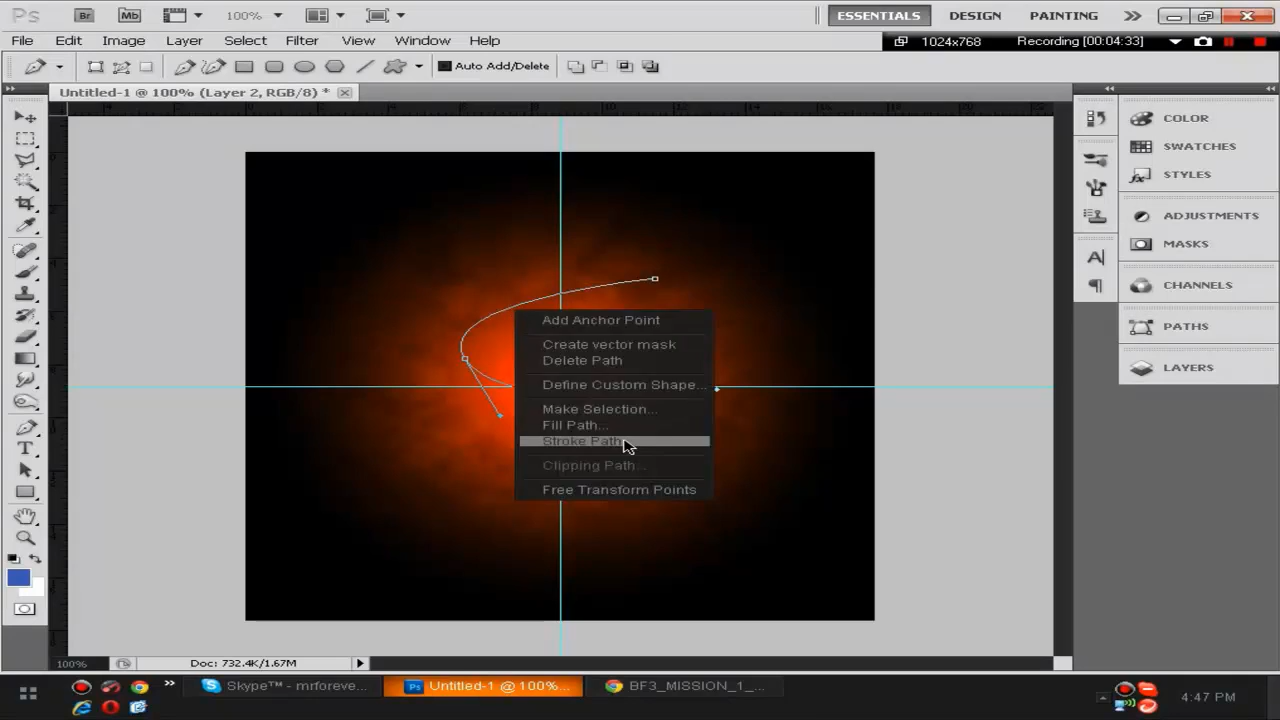 Ps Br Mb 100% ESSENTIALS DESIGN PAINTING
File Edit Image Layer Select Filter View Window Help
1024x768 Recording [00:04:33]
Auto Add/Delete
Untitled-1 @ 100% (Layer 2, RGB/8) *
COLOR
SWATCHES
STYLES
ADJUSTMENTS
MASKS
CHANNELS
PATHS
LAYERS
Add Anchor Point
Create vector mask
Delete Path
Define Custom Shape...
Make Selection...
Fill Path...
Stroke Path
Clipping Path...
Free Transform Points
100% Doc: 732.4K/1.67M
Skype™ - mrforeve... Ps Untitled-1 @ 100%... BF3_MISSION_1_... 4:47 PM